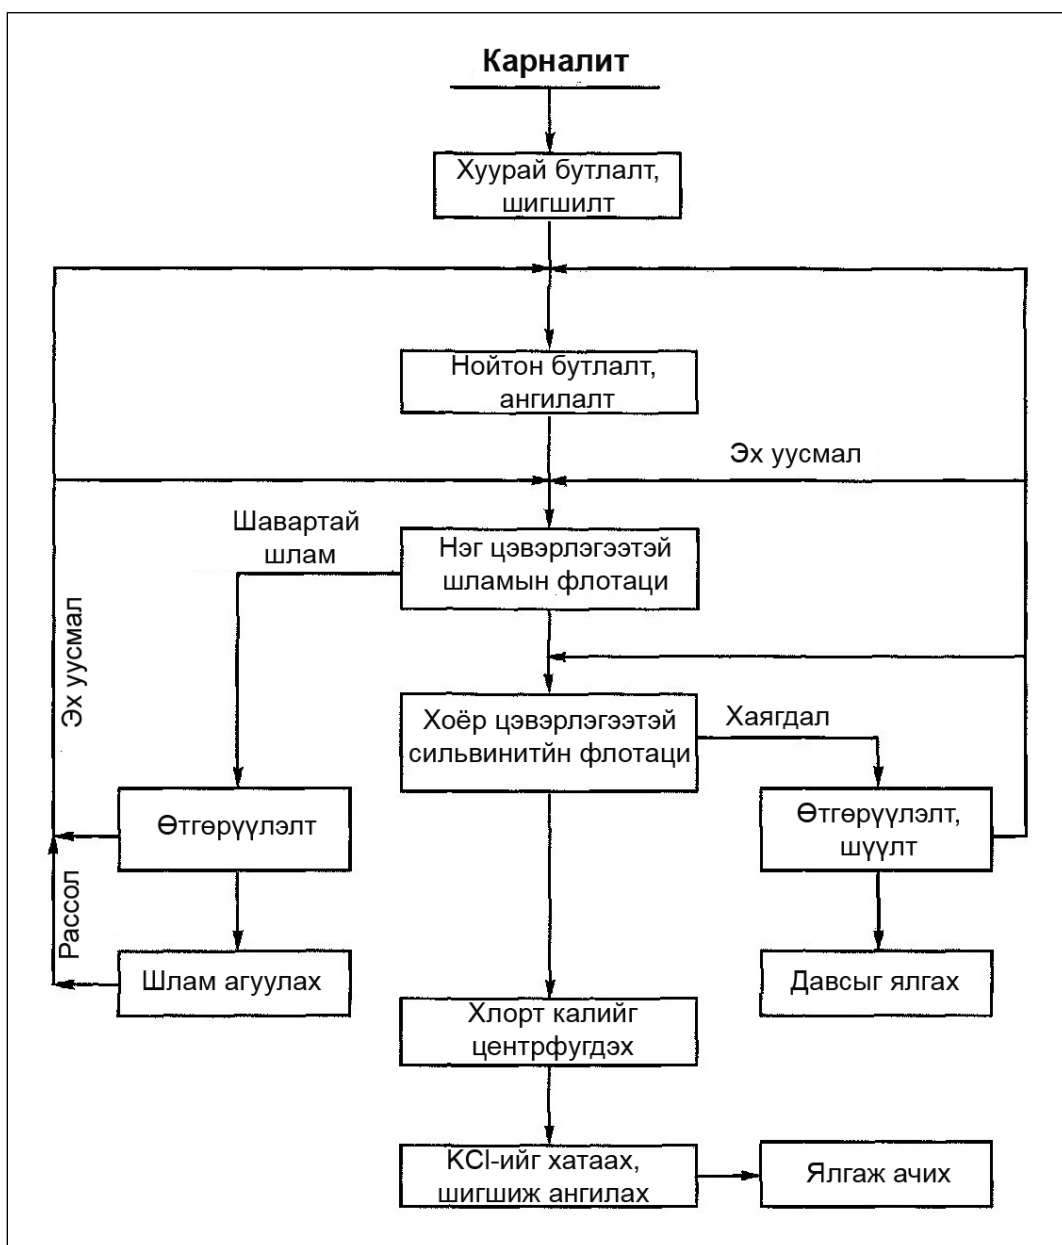 Карналит
Хуурай бутлалт,
шигшилт
Нойтон бутлалт,
ангилалт
Эх уусмал
Шавартай
шлам
Нэг цэвэрлэгээтэй
шламын флотаци
Эх уусмал
Хоёр цэвэрлэгээтэй
сильвинитйн флотаци
Хаягдал
Өтгөрүүлэлт
Өтгөрүүлэлт,
шүүлт
Рассол
Шлам агуулах
Давсыг ялгах
Хлорт калийг
центрфугдэх
KCl-ийг хатаах,
шигшиж ангилах
Ялгаж ачих